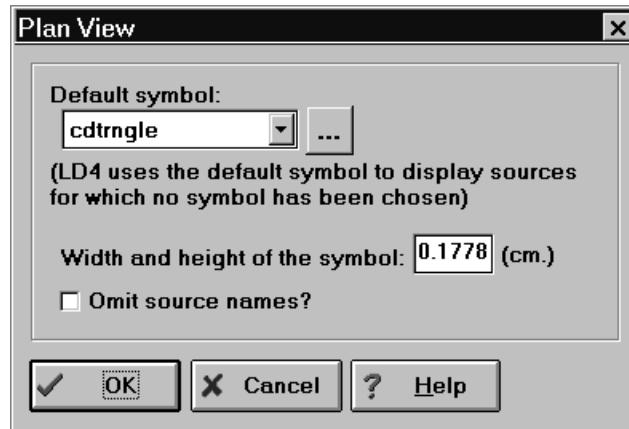 Plan View
Default symbol:
cdtrngle
...
(LD4 uses the default symbol to display sources
for which no symbol has been chosen)
Width and height of the symbol: 0.1778 (cm.)
Omit source names?
OK Cancel ? Help